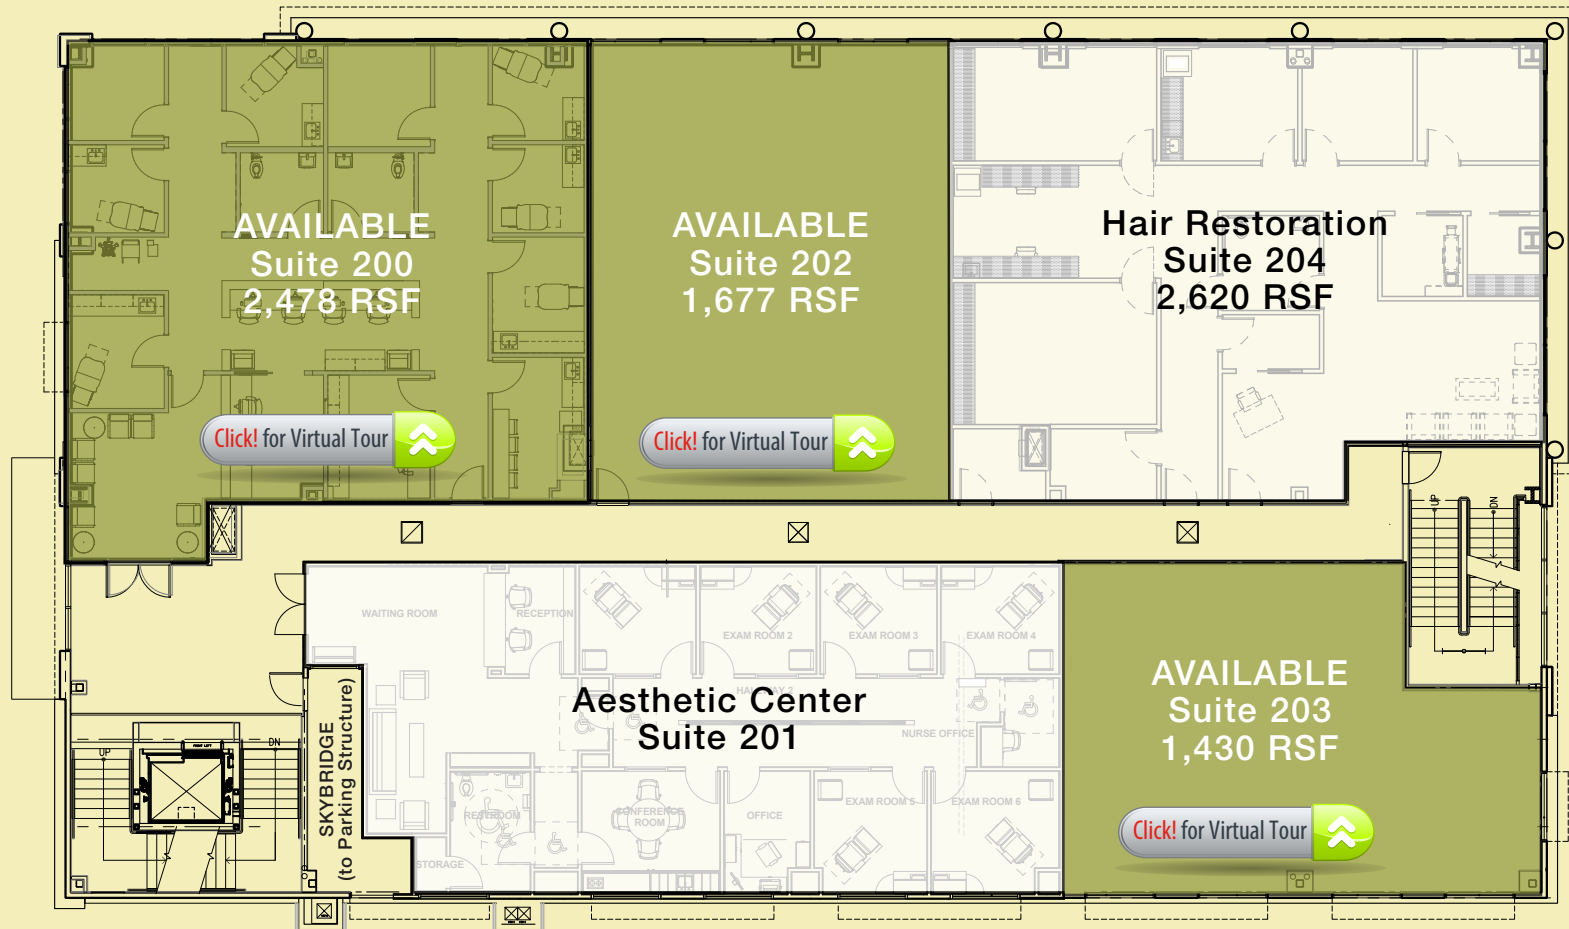 AVAILABLE
Suite 200
2,478 RSF
Click! for Virtual Tour
AVAILABLE
Suite 202
1,677 RSF
Click! for Virtual Tour
Hair Restoration
Suite 204
2,620 RSF
UP
DN
WAITING ROOM
RECEPTION
EXAM ROOM 2
EXAM ROOM 3
EXAM ROOM 4
HALLWAY 2
Aesthetic Center
Suite 201
NURSE OFFICE
EXAM ROOM 5
EXAM ROOM 6
RESTROOM
CONFERENCE
ROOM
OFFICE
STORAGE
AVAILABLE
Suite 203
1,430 RSF
Click! for Virtual Tour
SKYBRIDGE
(to Parking Structure)
UP
DN